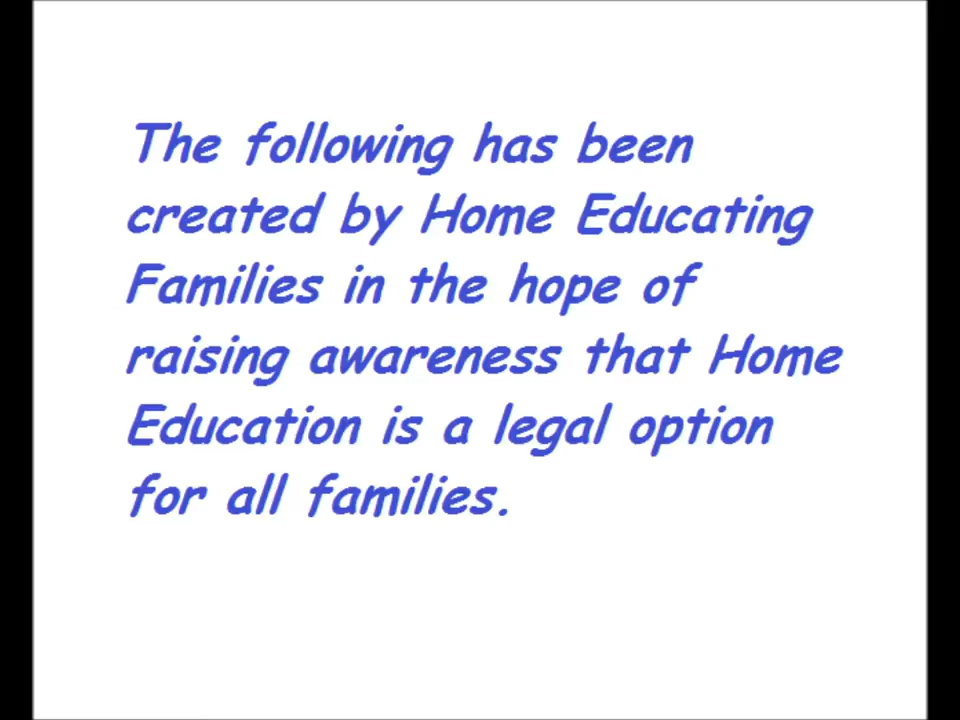 The following has been
created by Home Educating
Families in the hope of
raising awareness that Home
Education is a legal option
for all families.